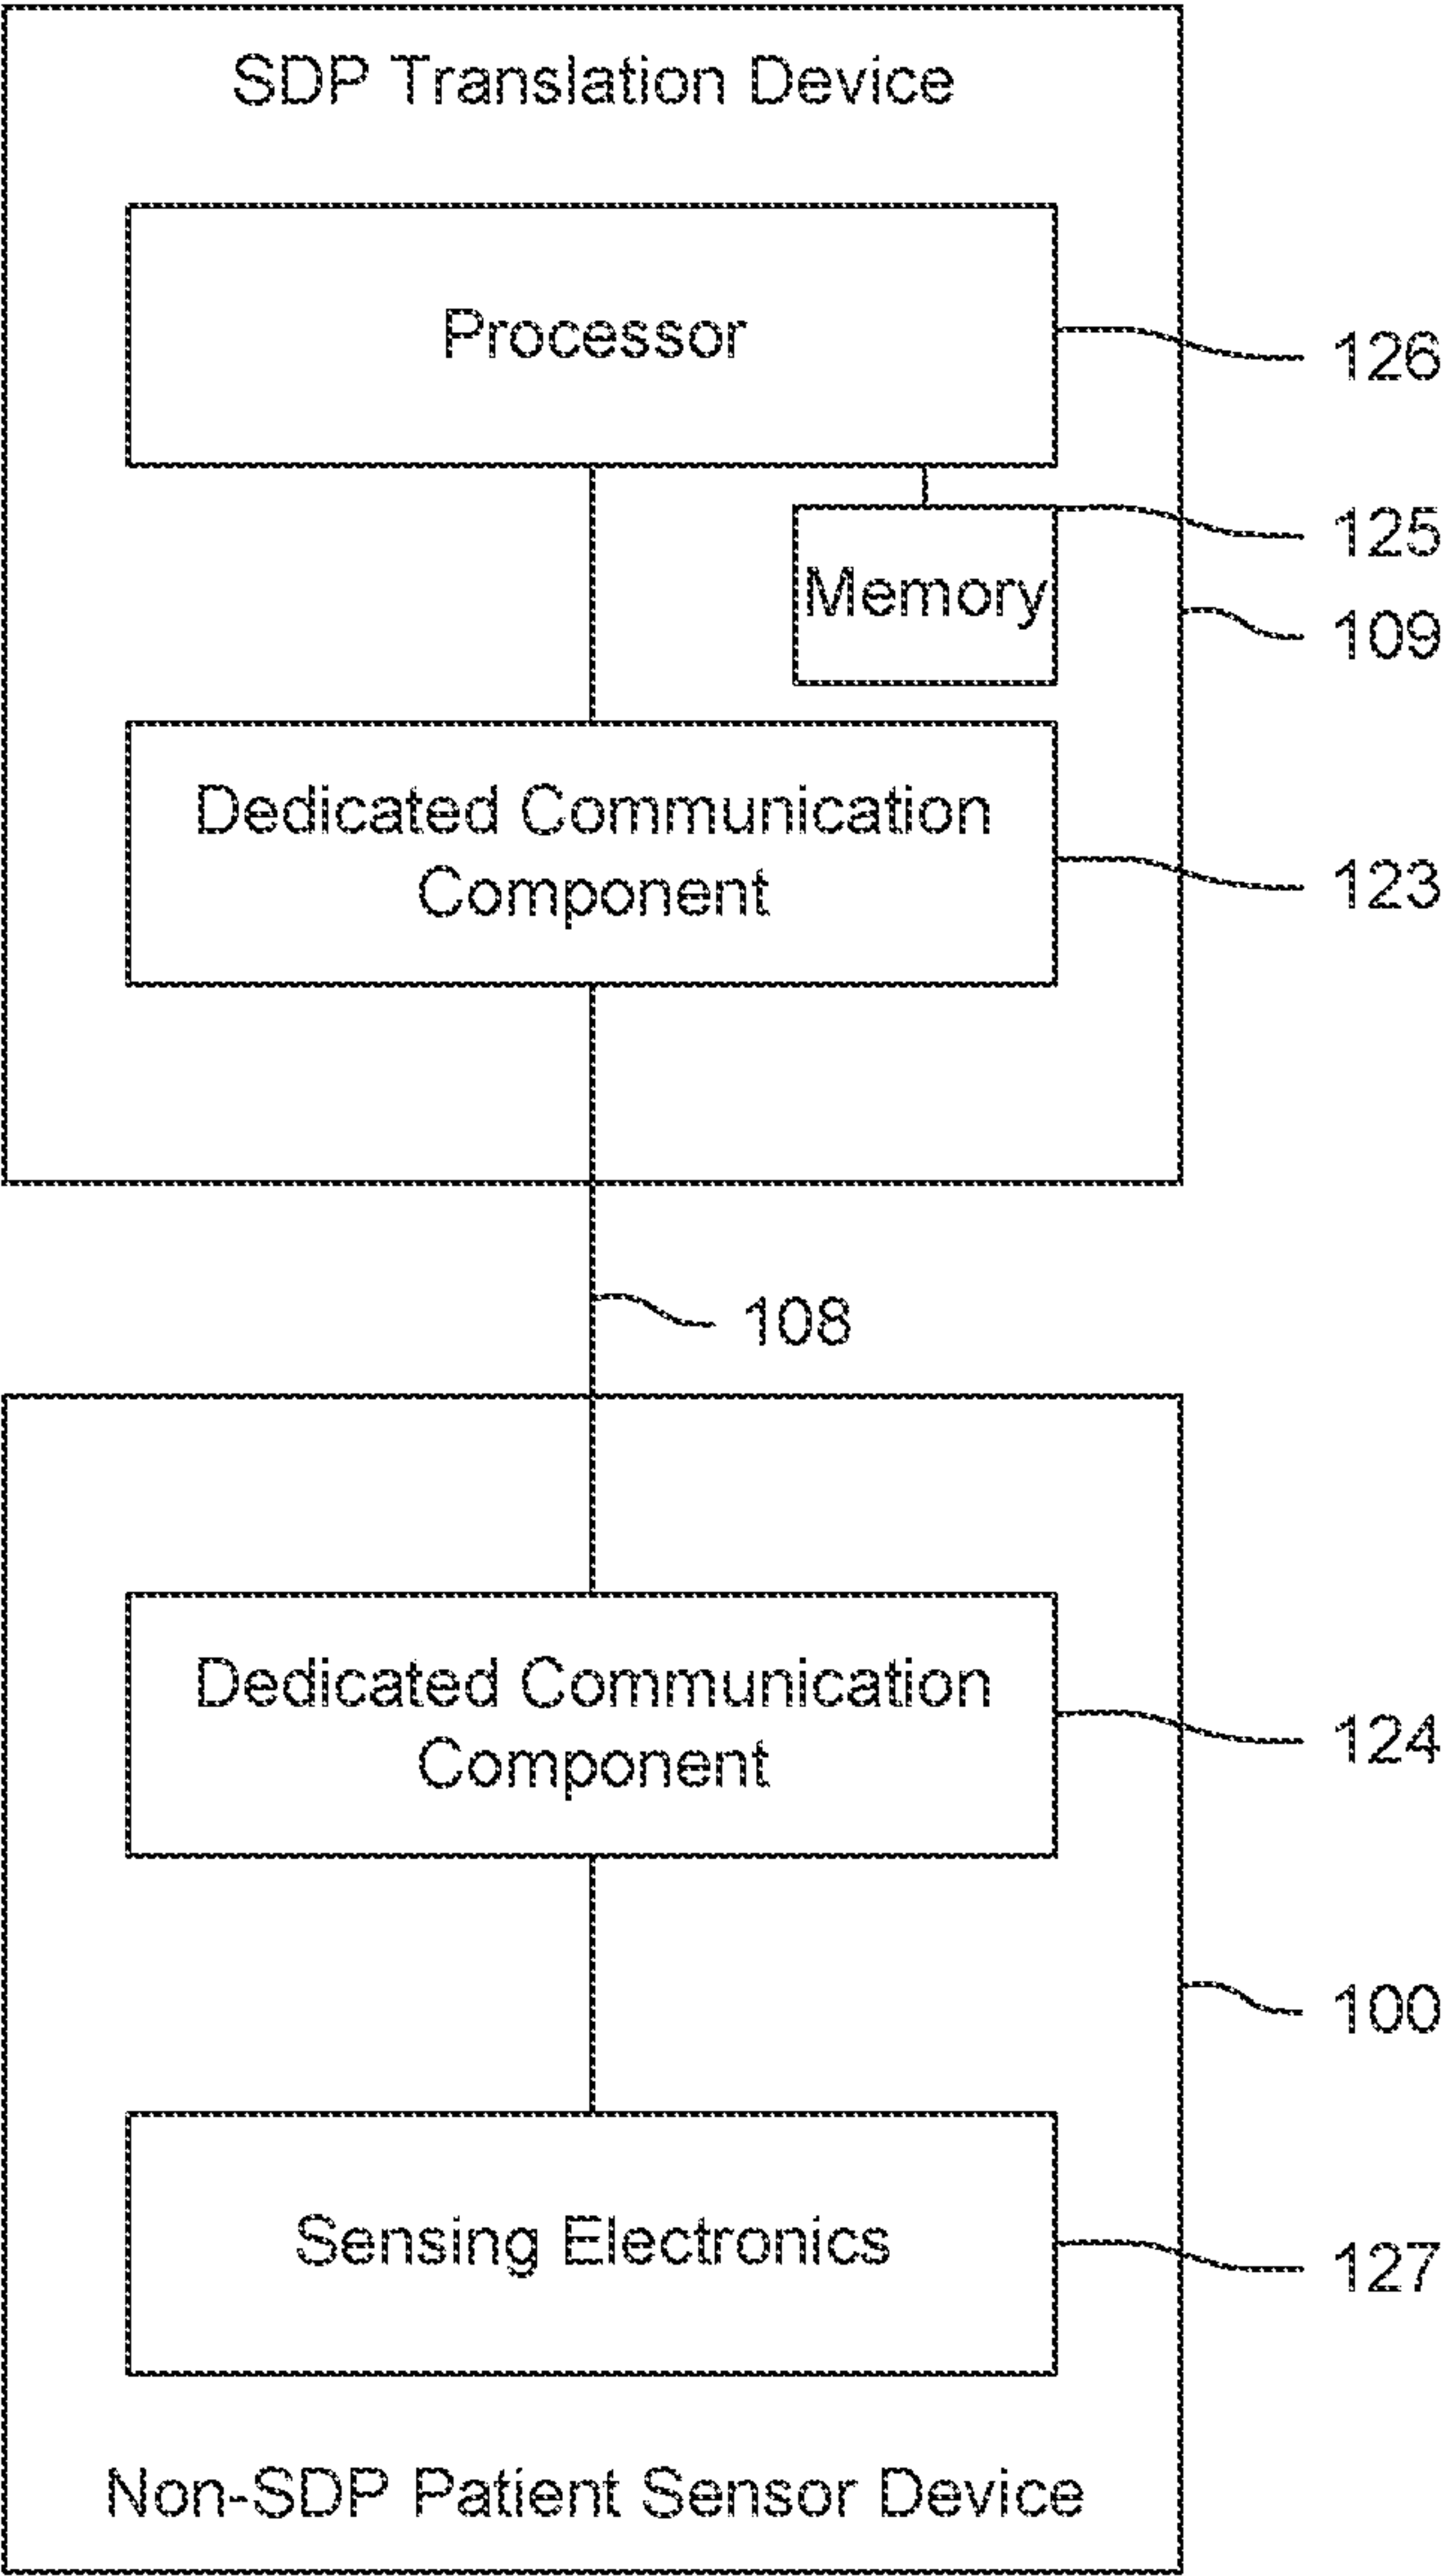 SDP Translation Device
Processor
126
125
Memory
109
Dedicated Communication
Component
123
108
Dedicated Communication
Component
124
100
Sensing Electronics
127
Non-SDP Patient Sensor Device